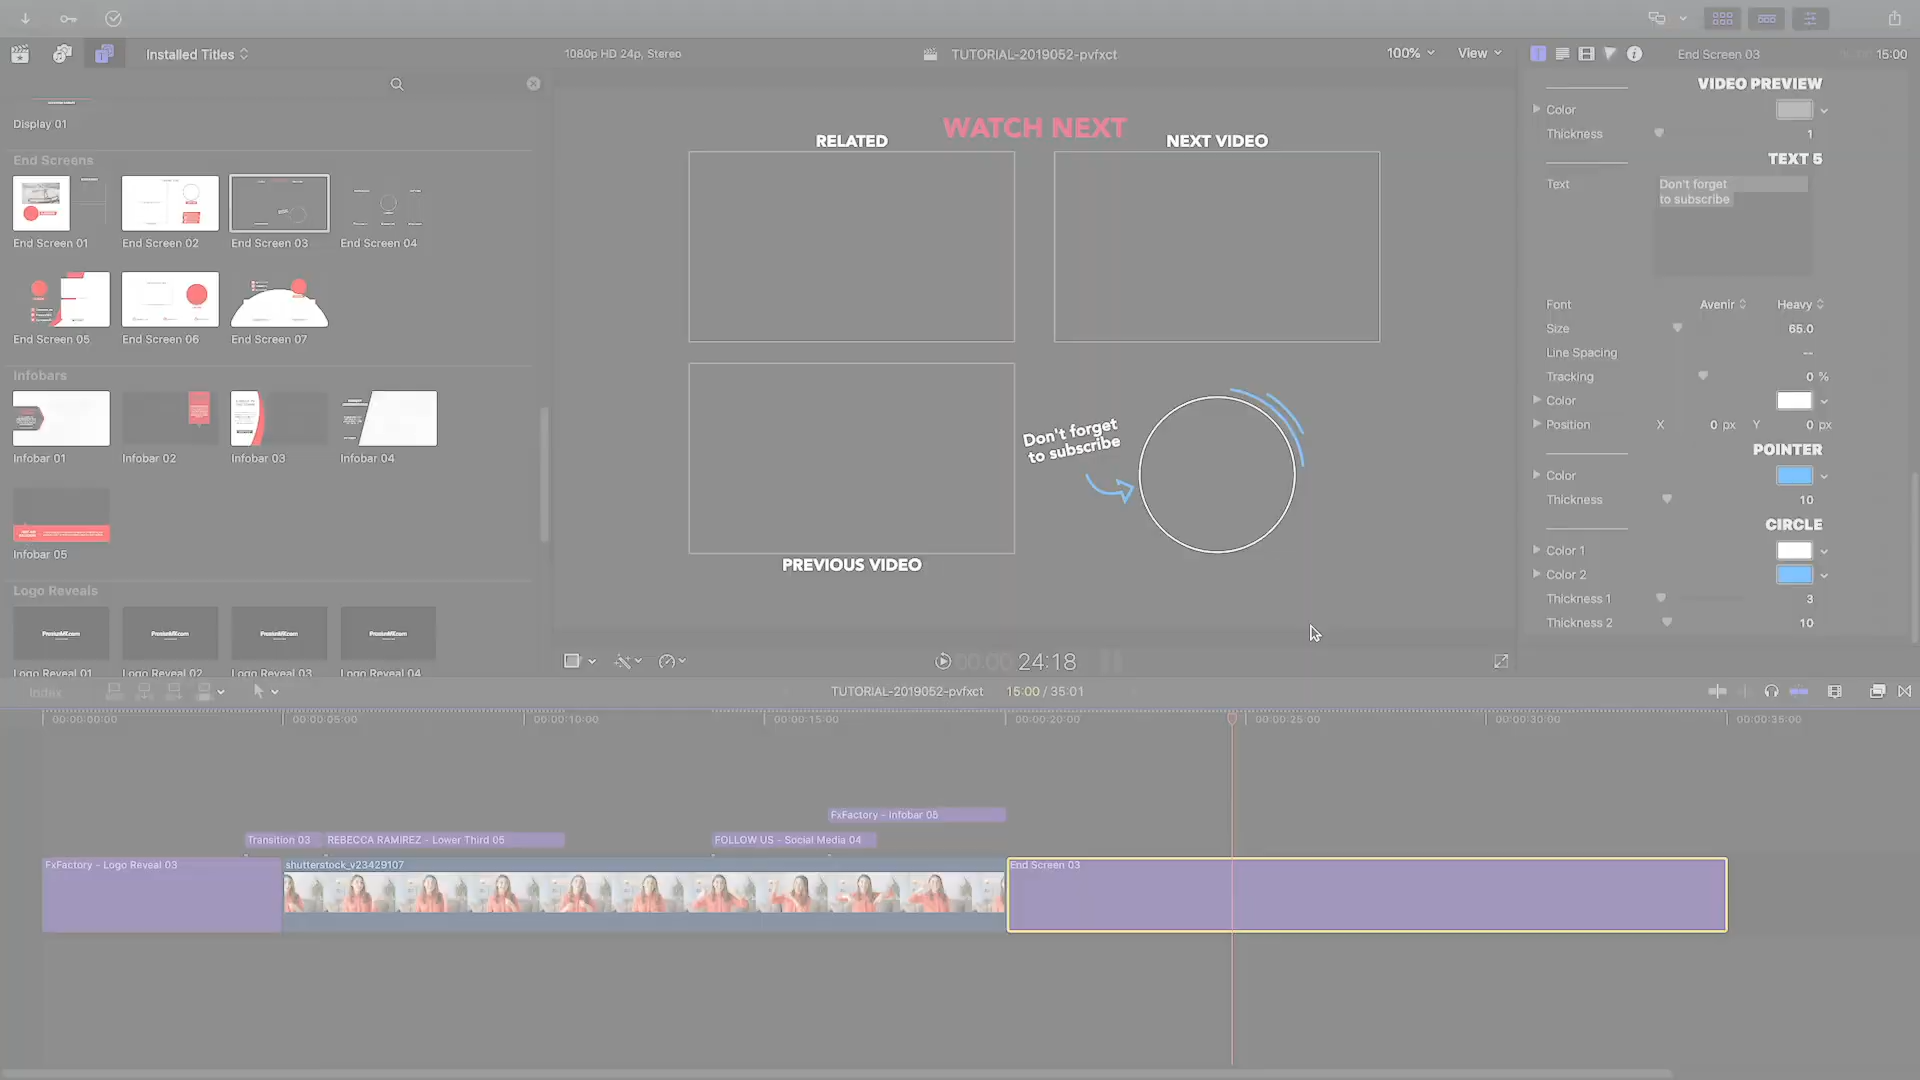 Installed Titles
1080p HD 24p, Stereo
TUTORIAL-2019052-pvfxct
100%
View
End Screen 03
15:00
Display 01
End Screens
End Screen 01
End Screen 02
End Screen 03
End Screen 04
End Screen 05
End Screen 06
End Screen 07
Infobars
Infobar 01
Infobar 02
Infobar 03
Infobar 04
Infobar 05
Logo Reveals
Logo Reveal 01
Logo Reveal 02
Logo Reveal 03
Logo Reveal 04
WATCH NEXT
RELATED
NEXT VIDEO
Don't forget
to subscribe
PREVIOUS VIDEO
24:18
VIDEO PREVIEW
Color
Thickness
1
TEXT 5
Text
Don't forget
to subscribe
Font
Avenir
Heavy
Size
65.0
Line Spacing
--
Tracking
0 %
Color
Position
X
0 px
Y
0 px
POINTER
Color
Thickness
10
CIRCLE
Color 1
Color 2
Thickness 1
3
Thickness 2
10
Index
TUTORIAL-2019052-pvfxct
15:00 / 35:01
00:00:00:00
00:00:05:00
00:00:10:00
00:00:15:00
00:00:20:00
00:00:25:00
00:00:30:00
00:00:35:00
FxFactory - Infobar 05
Transition 03
REBECCA RAMIREZ - Lower Third 05
FOLLOW US - Social Media 04
FxFactory - Logo Reveal 03
shutterstock_v23429107
End Screen 03